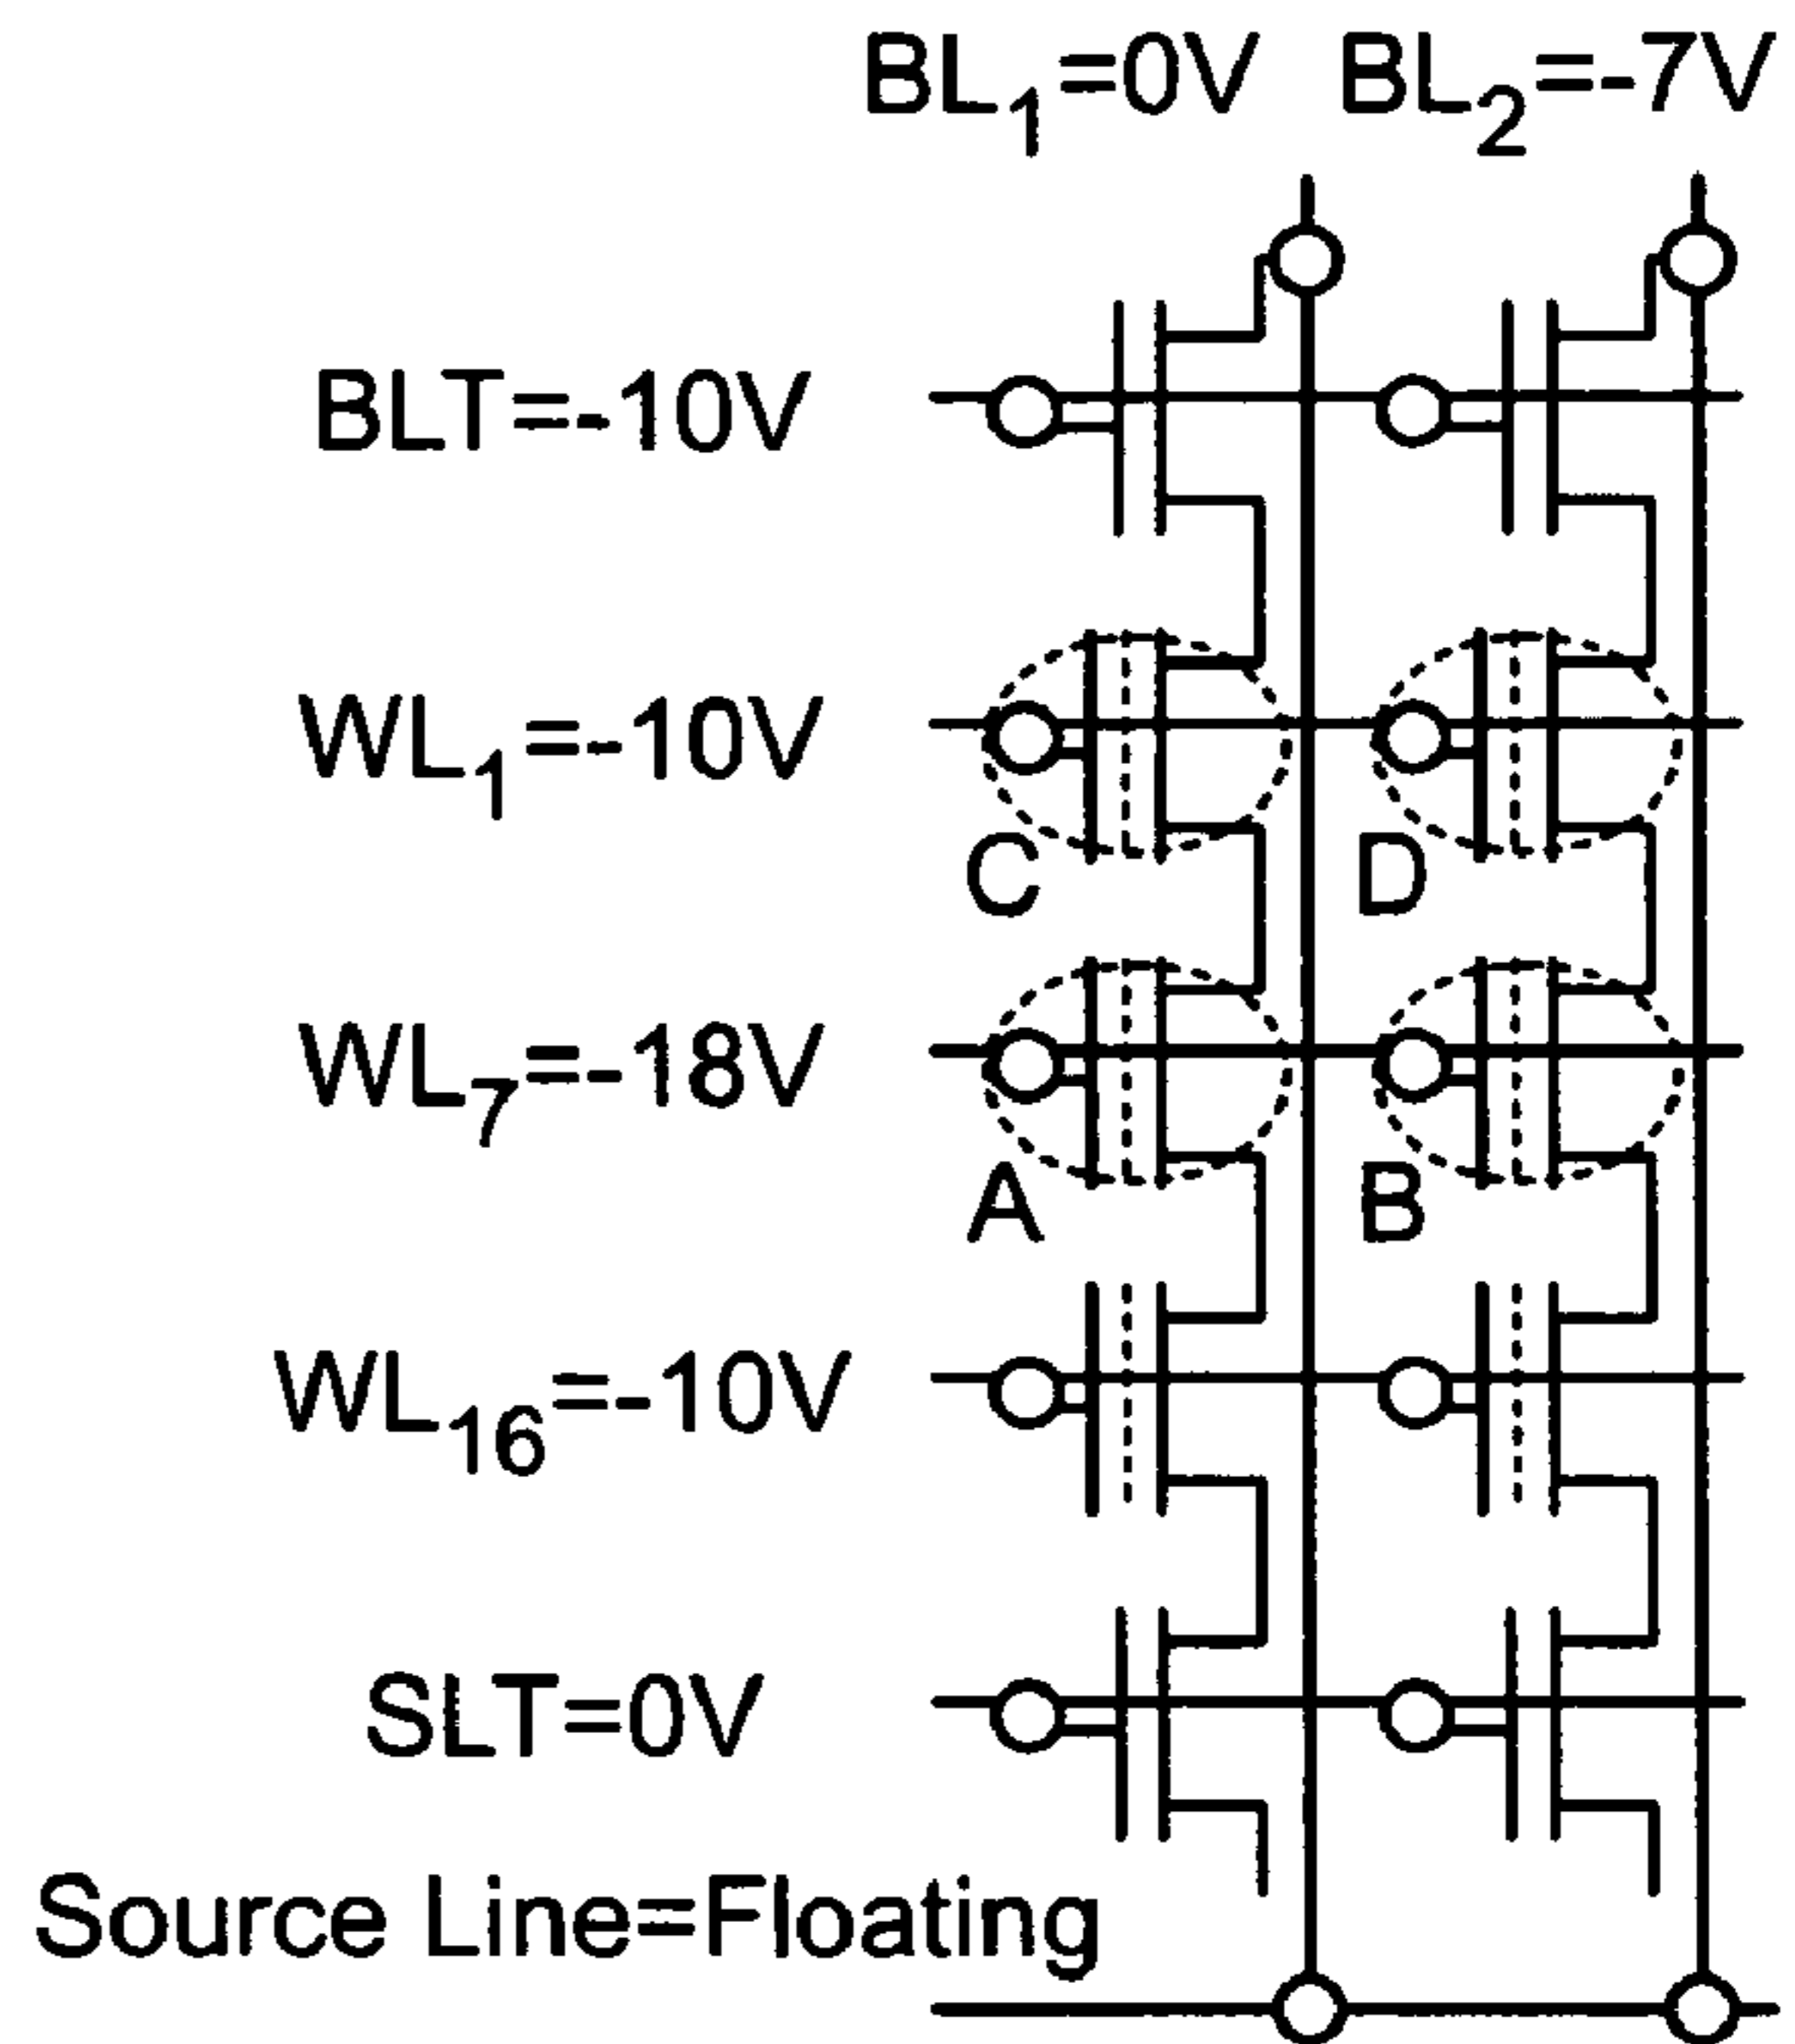 BL1=0V BL2=-7V
BLT=-10V
WL1=-10V
C D
WL7=-18V
A B
WL16=-10V
SLT=0V
Source Line=Floating